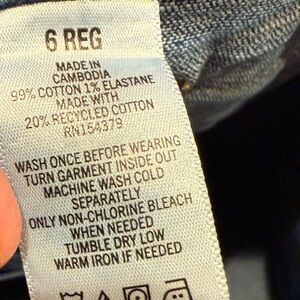 6 REG
MADE IN
CAMBODIA
99% COTTON 1% ELASTANE
MADE WITH
20% RECYCLED COTTON
RN154379
WASH ONCE BEFORE WEARING
TURN GARMENT INSIDE OUT
MACHINE WASH COLD
SEPARATELY
ONLY NON-CHLORINE BLEACH
WHEN NEEDED
TUMBLE DRY LOW
WARM IRON IF NEEDED